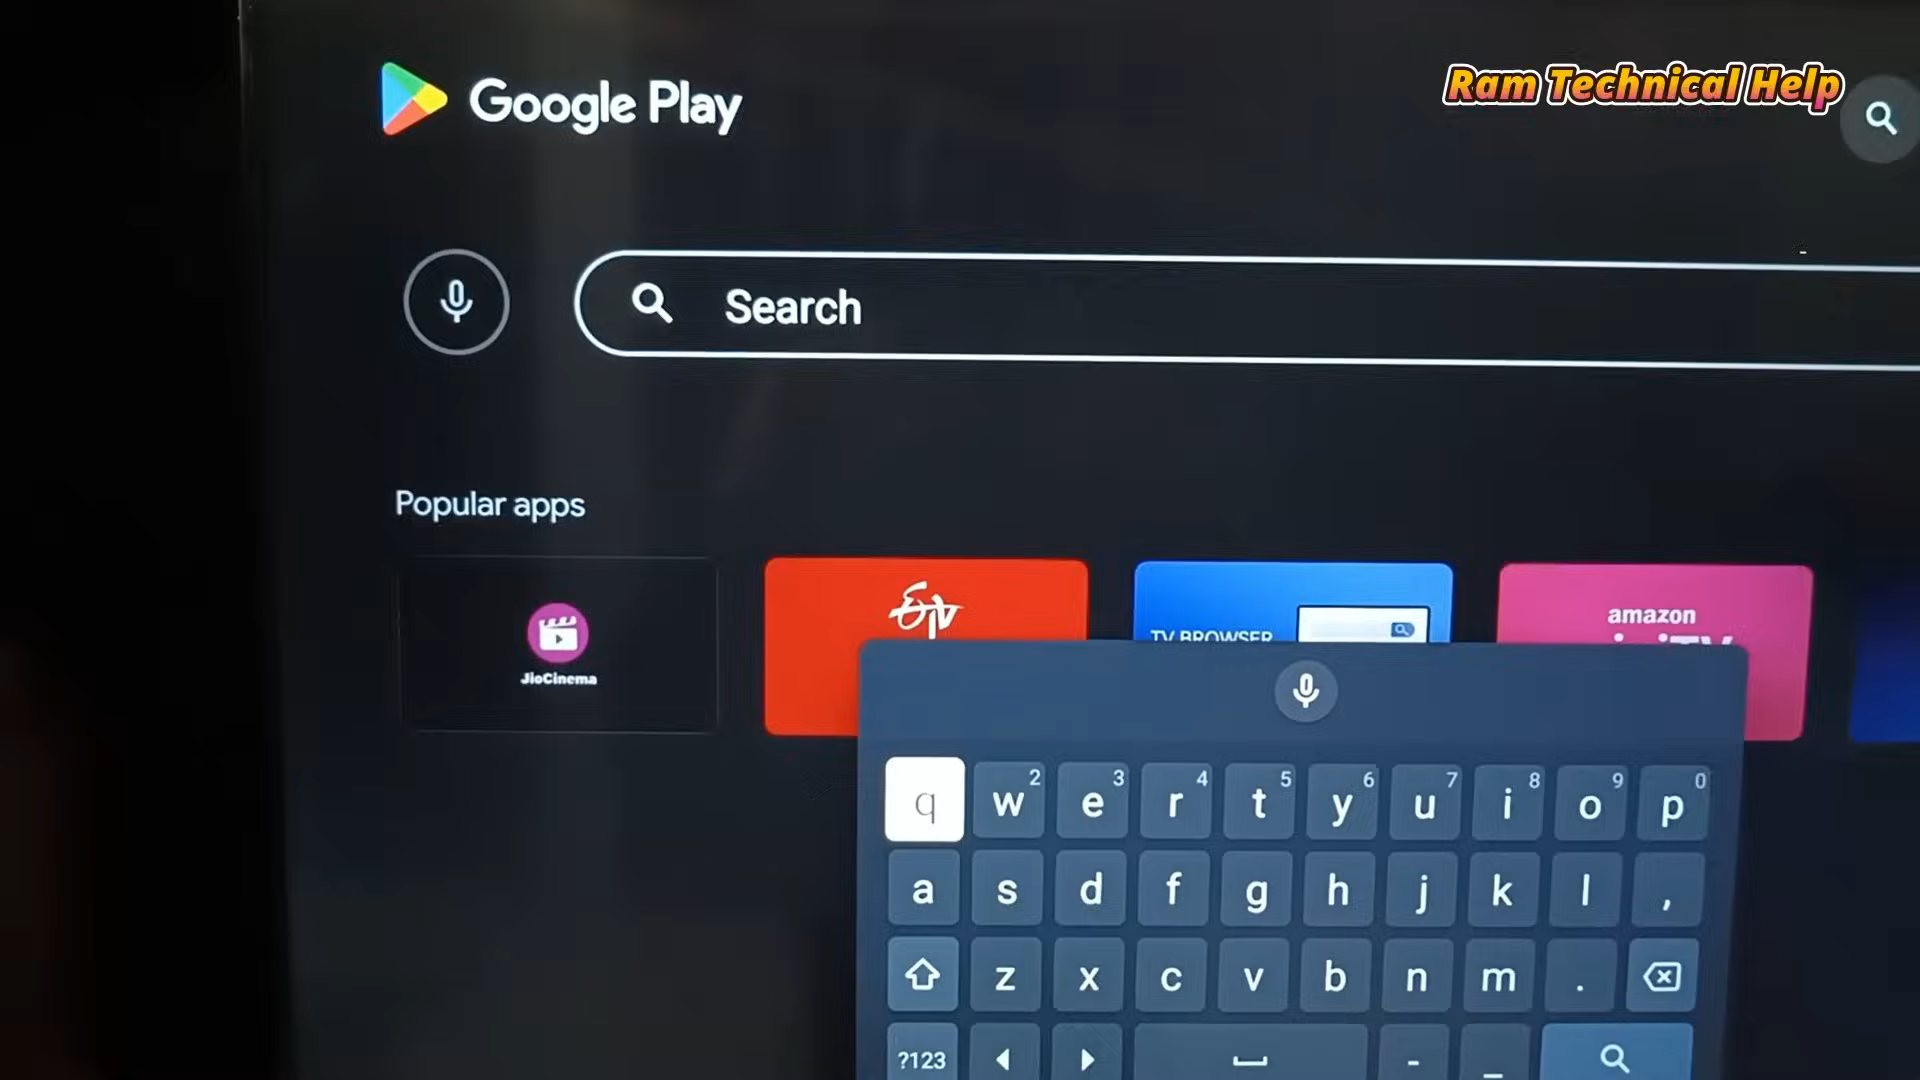 Google Play
Ram Technical Help
Search
Popular apps
JioCinema
ETV
TV BROWSER
amazon
q w 2 e 3 r 4 t 5 y 6 u 7 i 8 o 9 p 0
a s d f g h j k l ,
z x c v b n m .
?123 - _